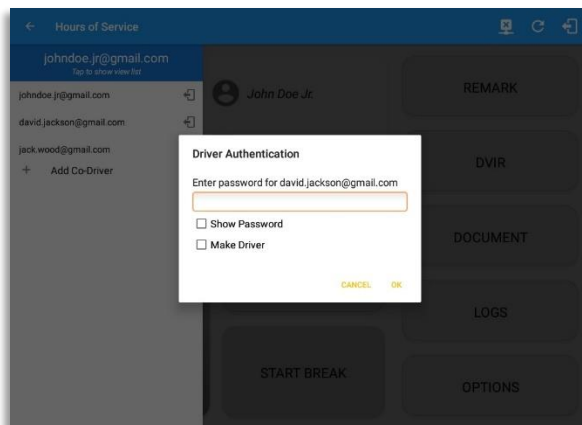 Hours of Service
johndoe.jr@gmail.com
Tap to show view list
johndoe.jr@gmail.com
david.jackson@gmail.com
jack.wood@gmail.com
+ Add Co-Driver
John Doe Jr.
REMARK
DVIR
DOCUMENT
LOGS
START BREAK
OPTIONS
Driver Authentication
Enter password for david.jackson@gmail.com
Show Password
Make Driver
CANCEL OK